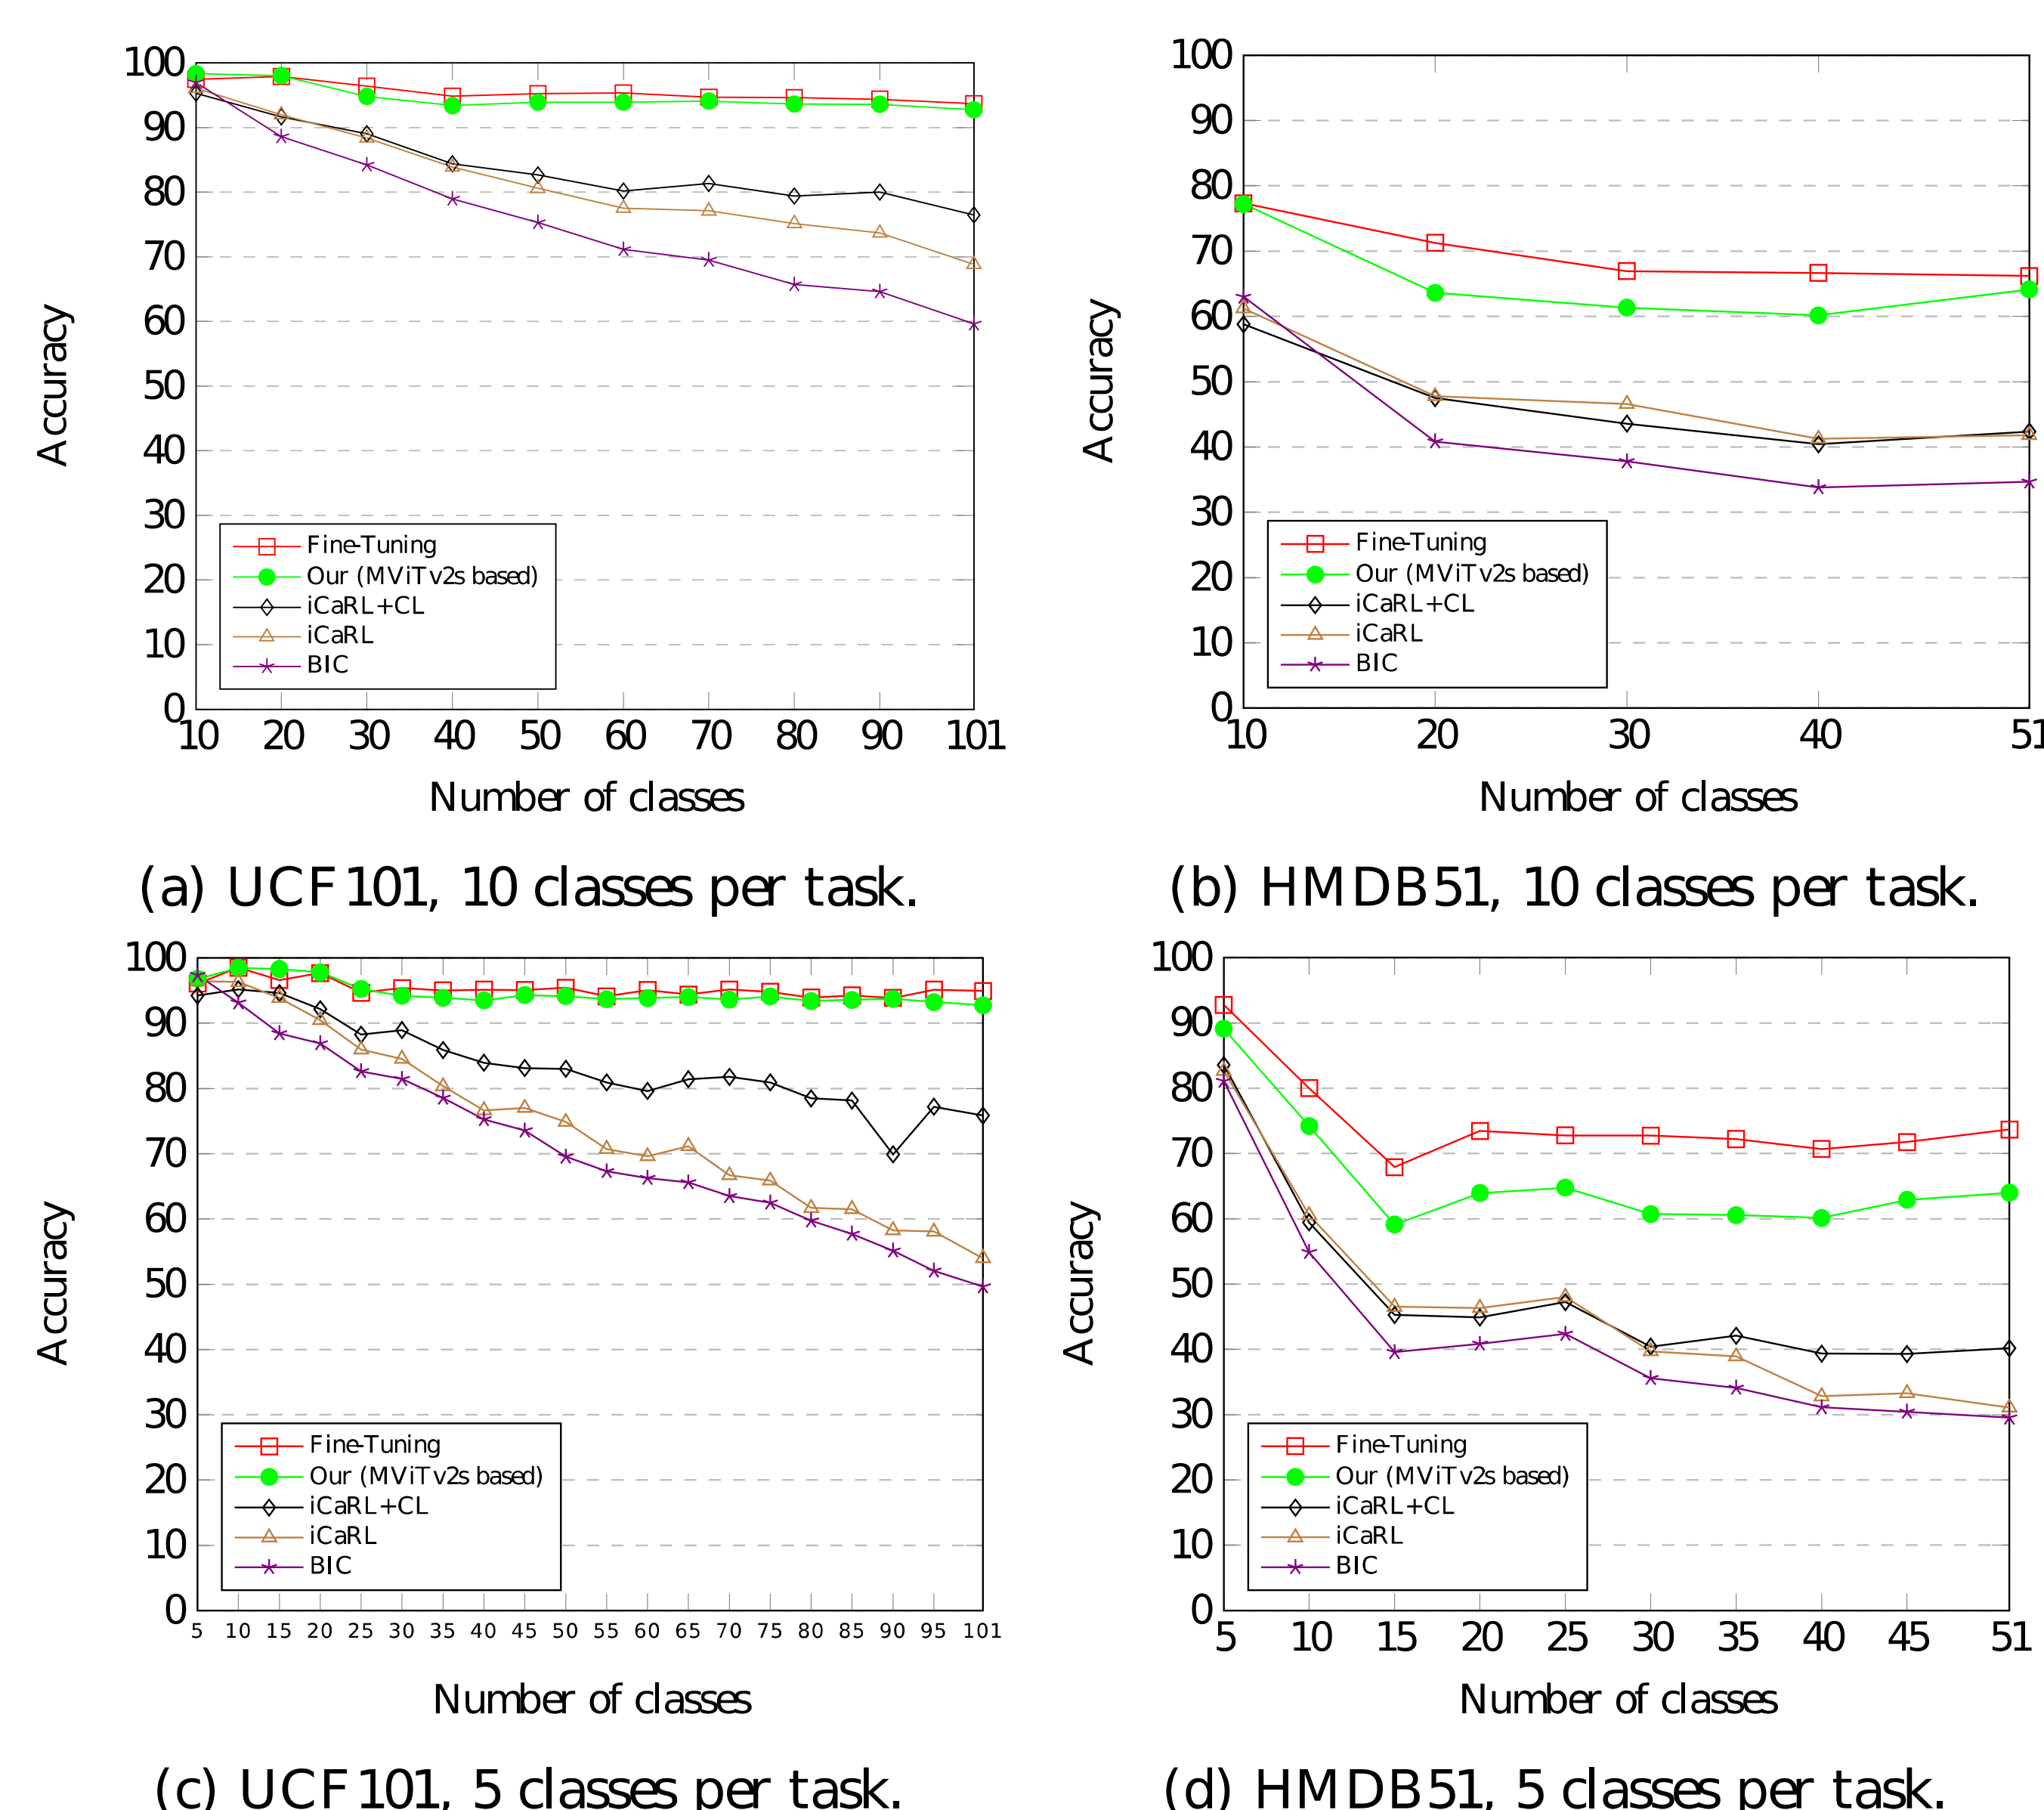 100
90
80
70
60
50
40
30
20
10
0
Accuracy
Fine-Tuning
Our (MViTv2s based)
iCaRL+CL
iCaRL
BIC
10 20 30 40 50 60 70 80 90 101
Number of classes
(a) UCF101, 10 classes per task.
100
90
80
70
60
50
40
30
20
10
0
Accuracy
Fine-Tuning
Our (MViTv2s based)
iCaRL+CL
iCaRL
BIC
10 20 30 40 51
Number of classes
(b) HMDB51, 10 classes per task.
100
90
80
70
60
50
40
30
20
10
0
Accuracy
Fine-Tuning
Our (MViTv2s based)
iCaRL+CL
iCaRL
BIC
5 10 15 20 25 30 35 40 45 50 55 60 65 70 75 80 85 90 95 101
Number of classes
(c) UCF101, 5 classes per task.
100
90
80
70
60
50
40
30
20
10
0
Accuracy
Fine-Tuning
Our (MViTv2s based)
iCaRL+CL
iCaRL
BIC
5 10 15 20 25 30 35 40 45 51
Number of classes
(d) HMDB51, 5 classes per task.